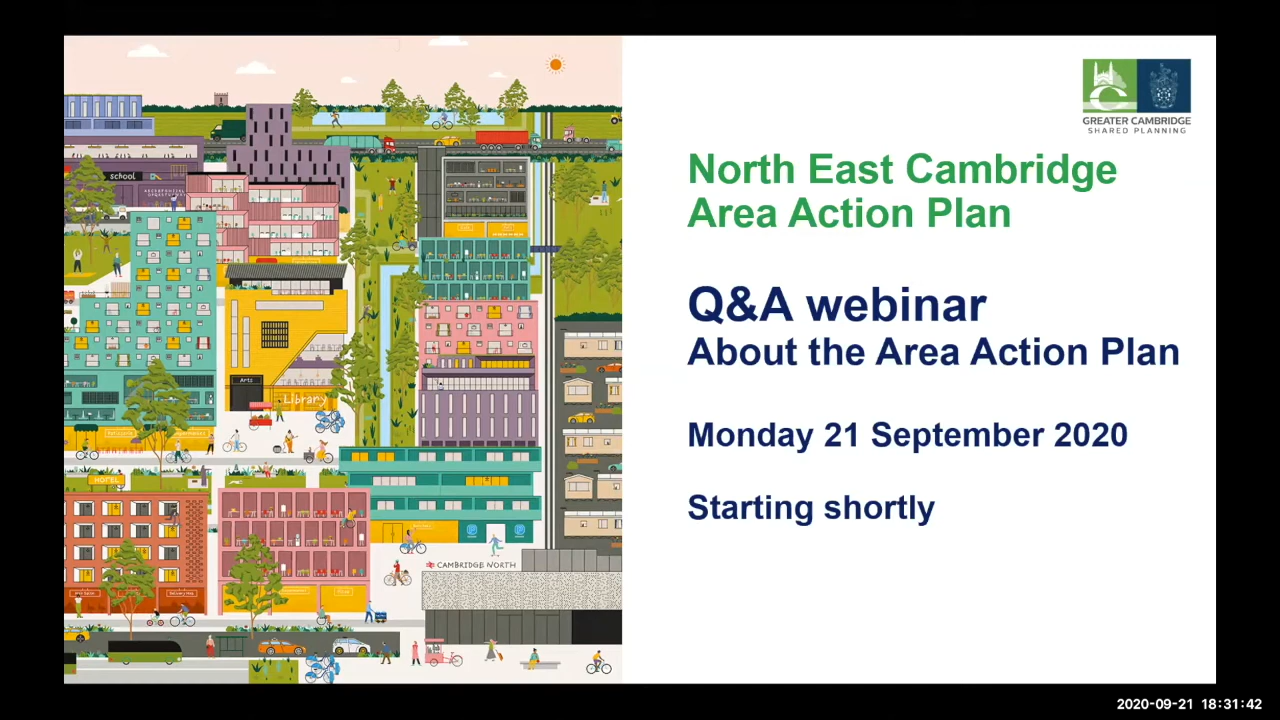 GREATER CAMBRIDGE
SHARED PLANNING
North East Cambridge
Area Action Plan
Q&A webinar
About the Area Action Plan
Monday 21 September 2020
Starting shortly
school
Arts
Library
HOTEL
CAMBRIDGE NORTH
2020-09-21 18:31:42